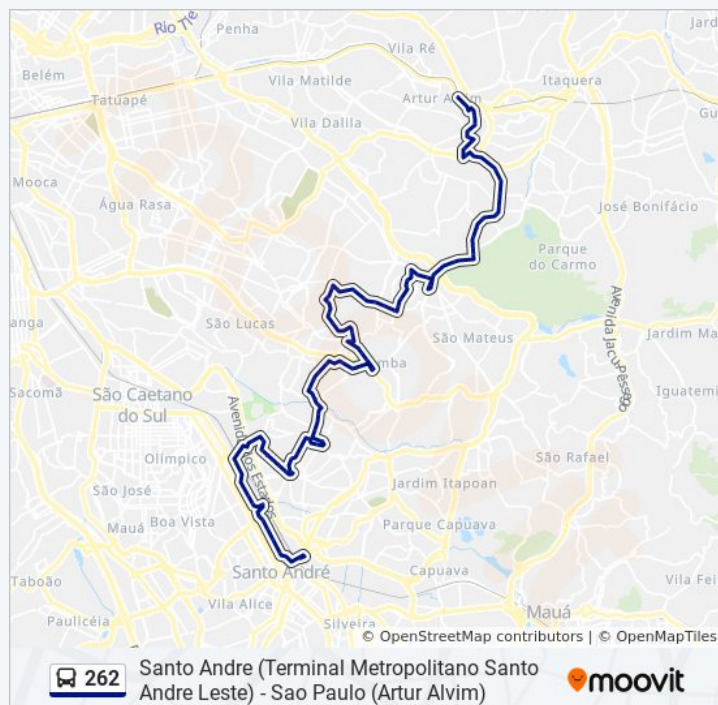 Rio Tie
Penha
Vila Ré
Jard
Belém
Vila Matilde
Artur Alvim
Itaquera
Tatuapé
Gu
Vila Dalila
Mooca
Água Rasa
José Bonifácio
Parque
do Carmo
Avenida Jacu-Pêssego
anga
São Lucas
São Mateus
Jardim Ma
mba
Sacomã
São Caetano
do Sul
Iguatemi
Avenida dos Estados
Olímpico
São Rafael
São José
Jardim Itapoan
Mauá
Boa Vista
Parque Capuava
Taboão
Santo André
Capuava
Vila Fei
Vila Alice
Paulicéia
Silveira
Mauá
© OpenStreetMap contributors | © OpenMapTiles
262
Santo Andre (Terminal Metropolitano Santo
Andre Leste) - Sao Paulo (Artur Alvim)
moovit